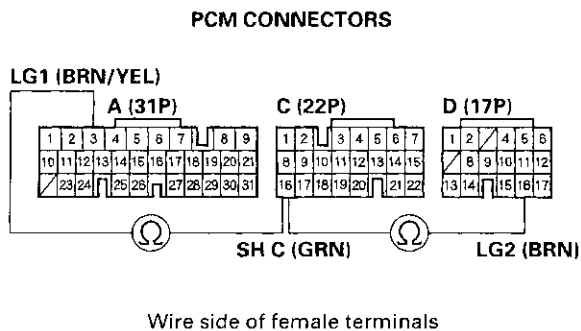 PCM CONNECTORS
LG1 (BRN/YEL)
A (31P) C (22P) D (17P)
1 2 3 4 5 6 7 8 9 1 2 3 4 5 6 7 1 2 4 5 6
10 11 12 13 14 15 16 17 18 19 20 21 8 9 10 11 12 13 14 15 8 9 10 11 12
23 24 25 26 27 28 29 30 31 16 17 18 19 20 21 22 13 14 15 16 17
Ω Ω
SH C (GRN) LG2 (BRN)
Wire side of female terminals